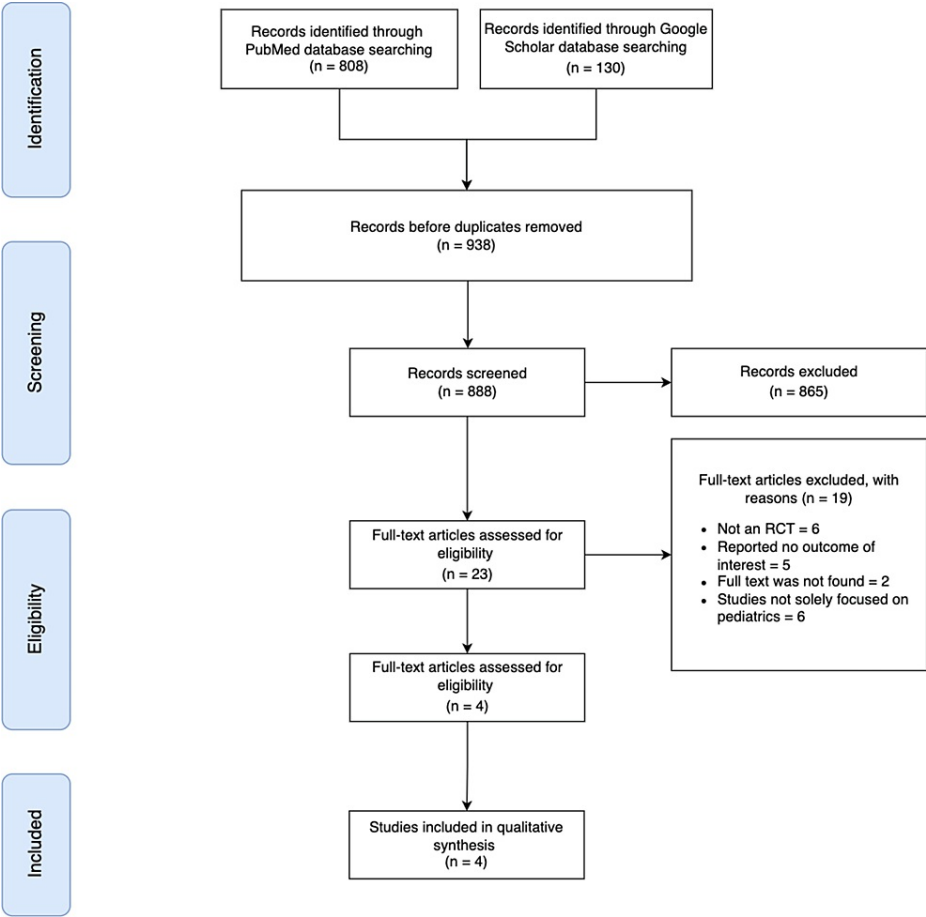 Identification
Records identified through
PubMed database searching
(n = 808)
Records identified through Google
Scholar database searching
(n = 130)
Records before duplicates removed
(n = 938)
Screening
Records screened
(n = 888)
Records excluded
(n = 865)
Eligibility
Full-text articles assessed for
eligibility
(n = 23)
Full-text articles excluded, with
reasons (n = 19)
• Not an RCT = 6
• Reported no outcome of
interest = 5
• Full text was not found = 2
• Studies not solely focused on
pediatrics = 6
Full-text articles assessed for
eligibility
(n = 4)
Included
Studies included in qualitative
synthesis
(n = 4)